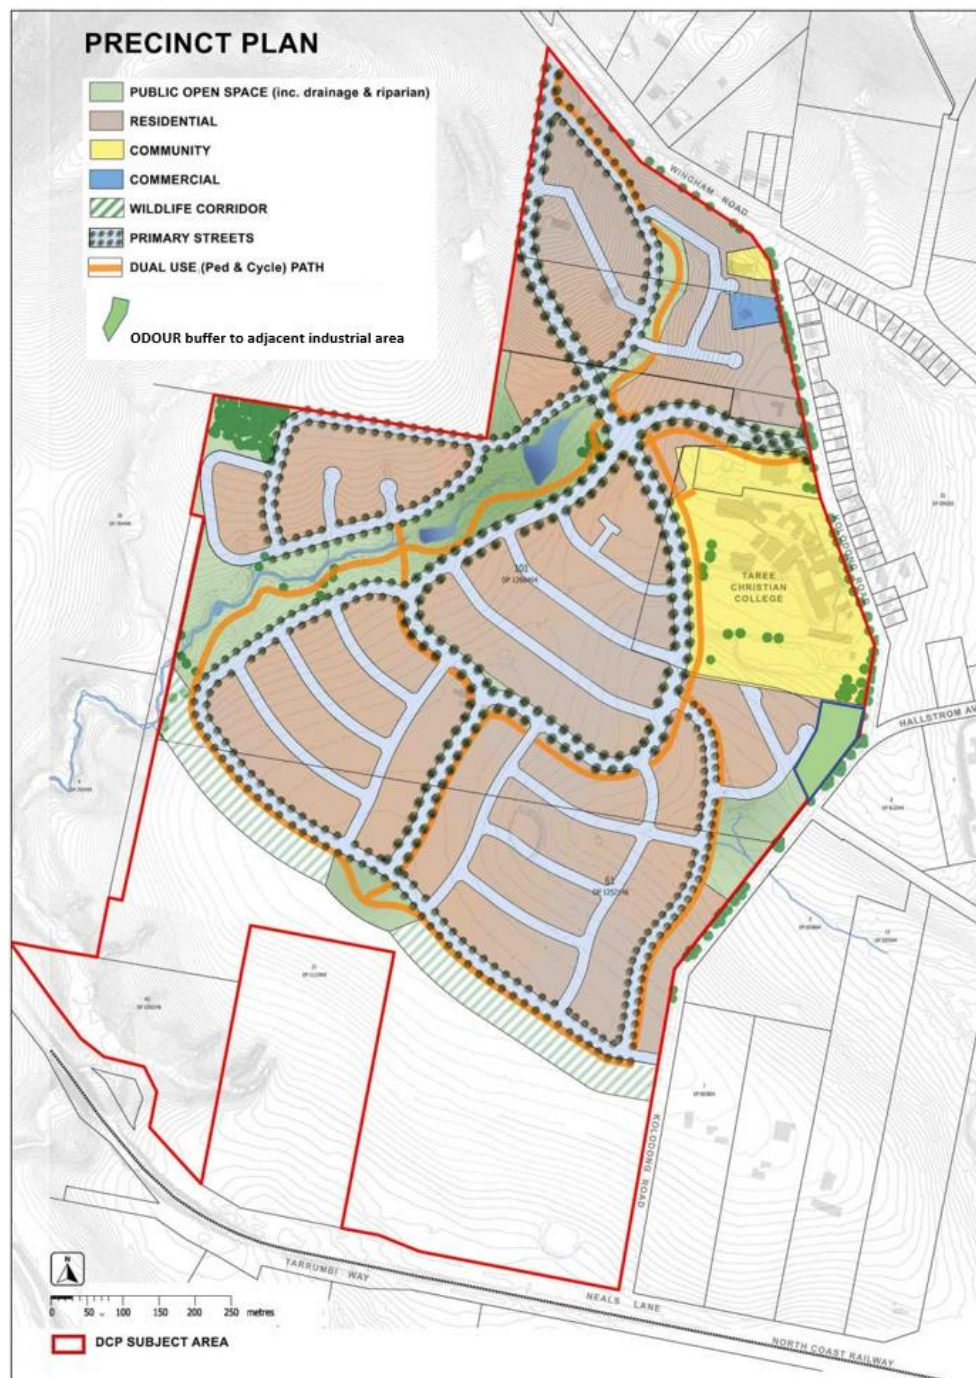 PRECINCT PLAN
PUBLIC OPEN SPACE (inc. drainage & riparian)
RESIDENTIAL
COMMUNITY
COMMERCIAL
WILDLIFE CORRIDOR
PRIMARY STREETS
DUAL USE (Ped & Cycle) PATH
ODOUR buffer to adjacent industrial area
WINGHAM ROAD
KOLODONG ROAD
TAREE
CHRISTIAN
COLLEGE
101
HALLSTROM AV
61
KOLODONG ROAD
N
TARRUMBI WAY
NEALS LANE
NORTH COAST RAILWAY
0 50 100 150 200 250 metres
DCP SUBJECT AREA